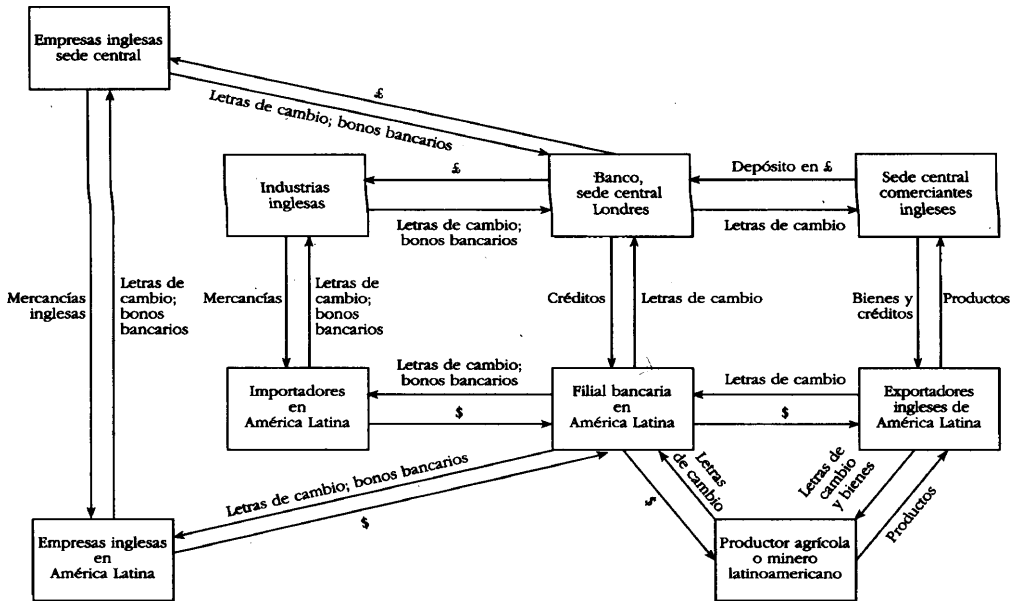 Empresas inglesas
sede central
£
Letras de cambio; bonos bancarios
Industrias
inglesas
£
Letras de cambio;
bonos bancarios
Banco,
sede central
Londres
Depósito en £
Letras de cambio
Sede central
comerciantes
ingleses
Mercancías
inglesas
Letras de
cambio;
bonos
bancarios
Mercancías
Letras de
cambio;
bonos
bancarios
Créditos
Letras de cambio
Bienes y
créditos
Productos
Importadores
en
América Latina
Letras de cambio;
bonos bancarios
$
Filial bancaria
en
América Latina
Letras de cambio
$
Exportadores
ingleses de
América Latina
Letras de cambio; bonos bancarios
$
$
Letras
de cambio
Letras de
cambio
y bienes
Productos
Empresas inglesas
en
América Latina
Productor agrícola
o minero
latinoamericano